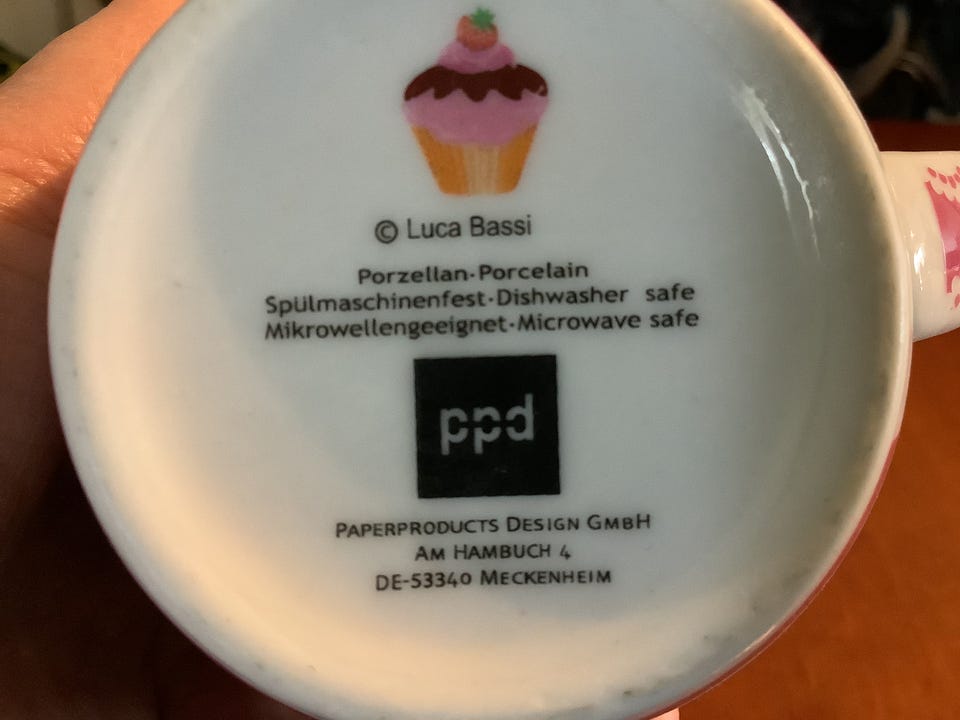 © Luca Bassi
Porzellan·Porcelain
Spülmaschinenfest·Dishwasher safe
Mikrowellengeeignet·Microwave safe
ppd
PAPERPRODUCTS DESIGN GMBH
AM HAMBUCH 4
DE-53340 MECKENHEIM